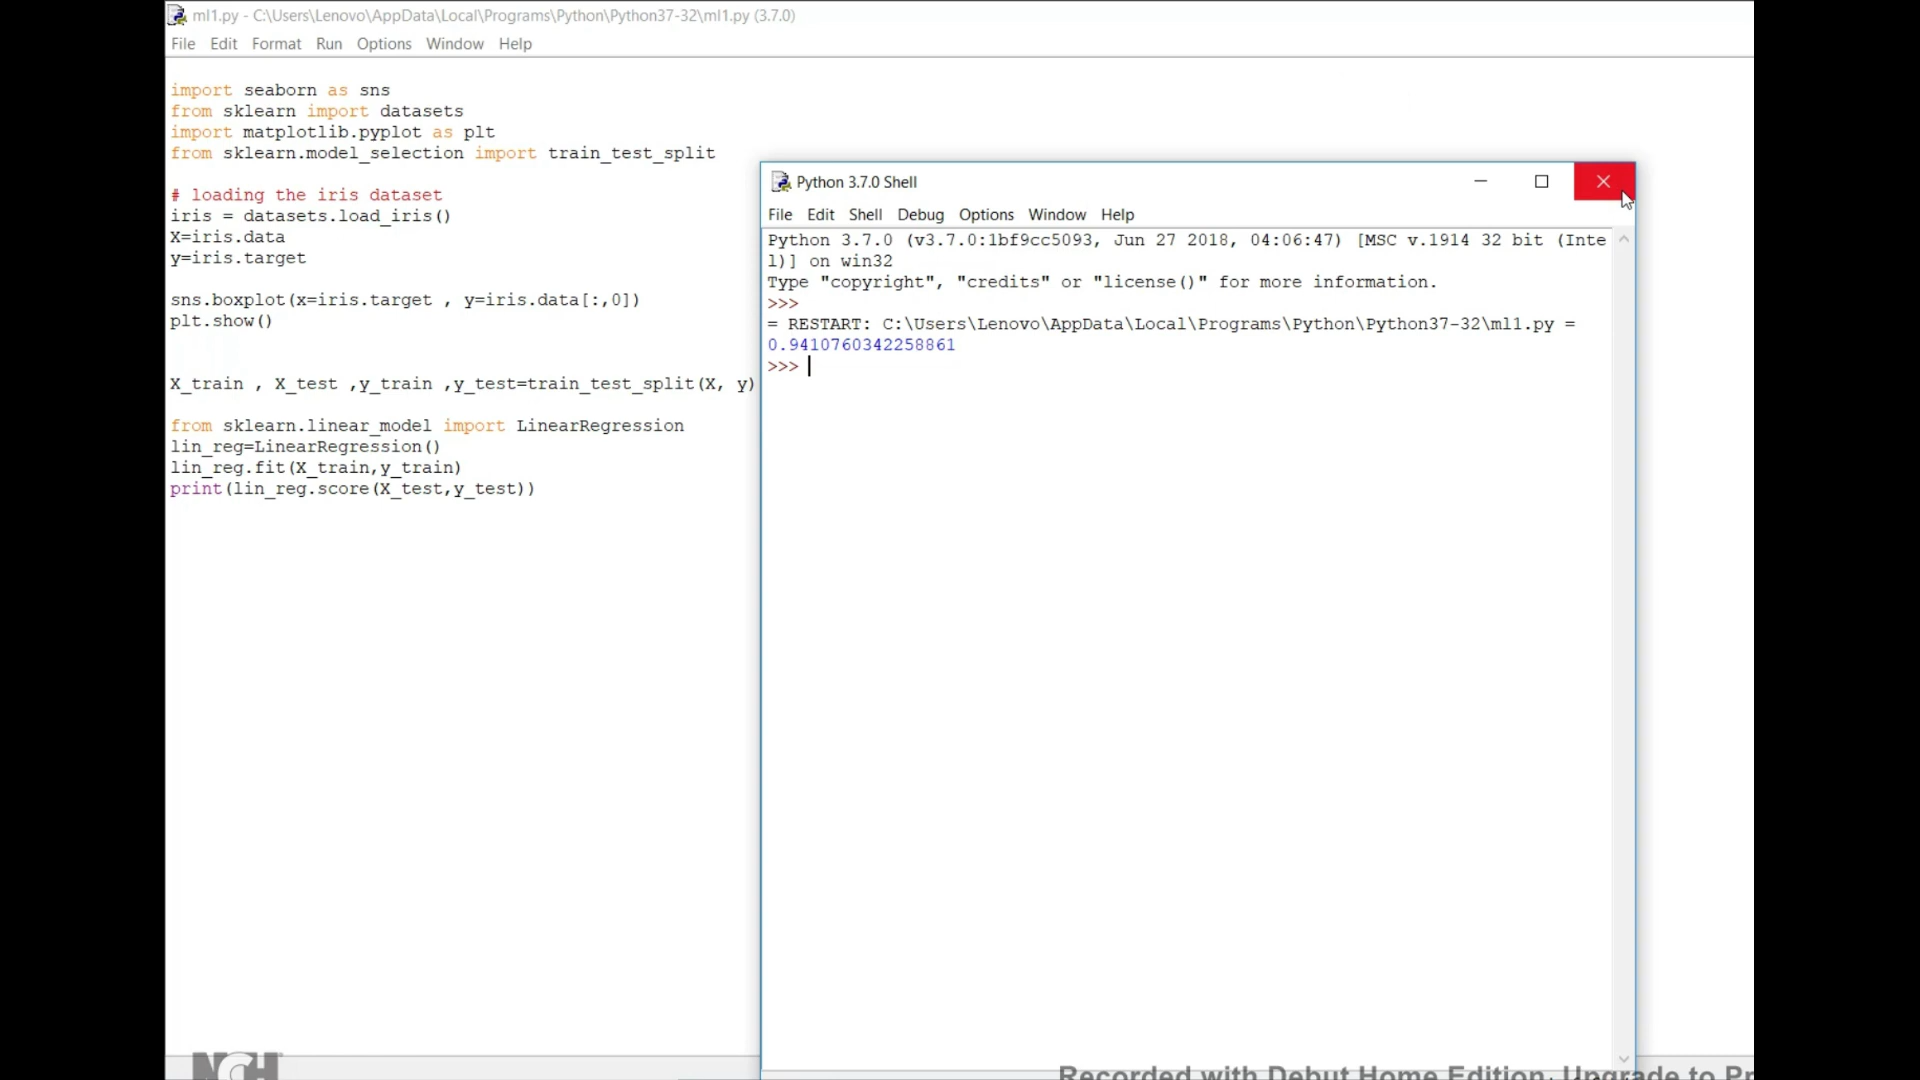 ml1.py - C:\Users\Lenovo\AppData\Local\Programs\Python\Python37-32\ml1.py (3.7.0)
File Edit Format Run Options Window Help
import seaborn as sns
from sklearn import datasets
import matplotlib.pyplot as plt
from sklearn.model_selection import train_test_split
# loading the iris dataset
iris = datasets.load_iris()
X=iris.data
y=iris.target
sns.boxplot(x=iris.target , y=iris.data[:,0])
plt.show()
X_train , X_test ,y_train ,y_test=train_test_split(X, y)
from sklearn.linear_model import LinearRegression
lin_reg=LinearRegression()
lin_reg.fit(X_train,y_train)
print(lin_reg.score(X_test,y_test))
Python 3.7.0 Shell
File Edit Shell Debug Options Window Help
Python 3.7.0 (v3.7.0:1bf9cc5093, Jun 27 2018, 04:06:47) [MSC v.1914 32 bit (Inte
l)] on win32
Type "copyright", "credits" or "license()" for more information.
>>>
= RESTART: C:\Users\Lenovo\AppData\Local\Programs\Python\Python37-32\ml1.py =
0.9410760342258861
>>>
NCH
Recorded with Debut Home Edition. Upgrade to Pr